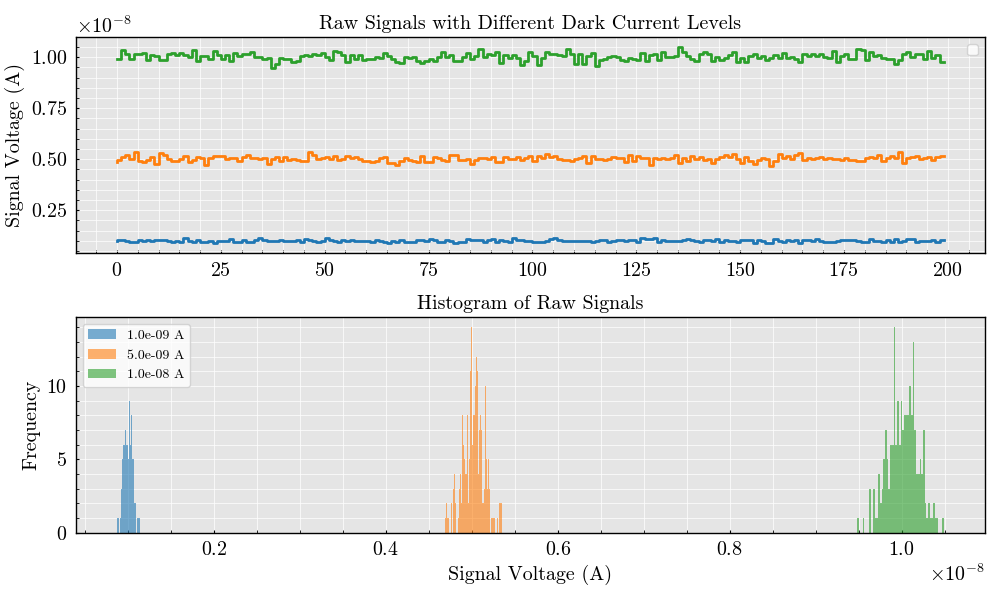 ×10⁻⁸
Raw Signals with Different Dark Current Levels
Signal Voltage (A)
1.00
0.75
0.50
0.25
0 25 50 75 100 125 150 175 200
Histogram of Raw Signals
1.0e-09 A
5.0e-09 A
1.0e-08 A
Frequency
10
5
0
0.2 0.4 0.6 0.8 1.0
Signal Voltage (A)
×10⁻⁸